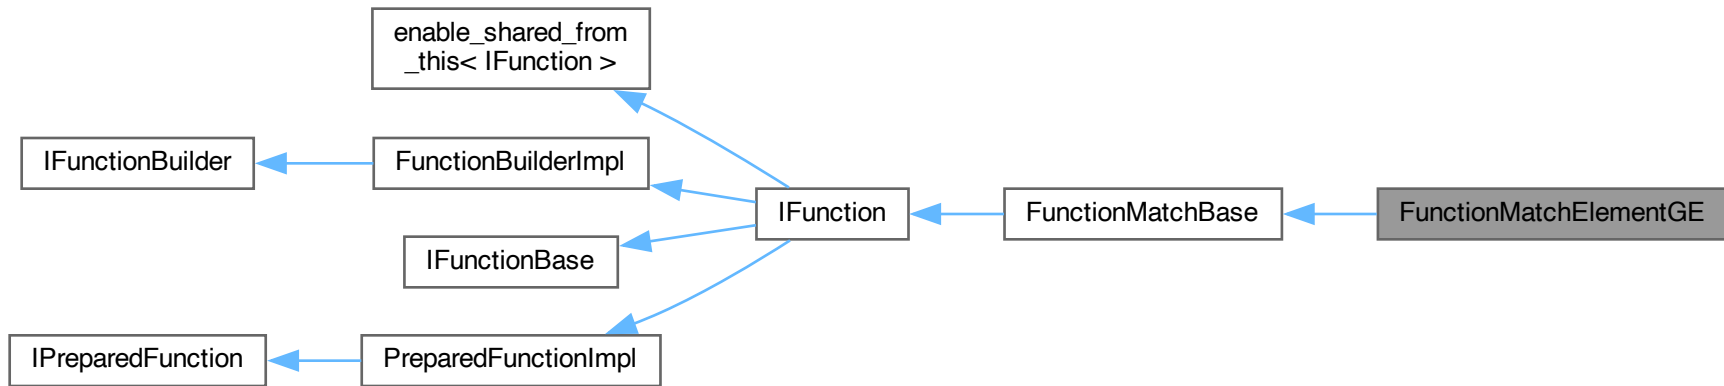 enable_shared_from
_this< IFunction >
IFunctionBuilder
FunctionBuilderImpl
IFunction
FunctionMatchBase
FunctionMatchElementGE
IFunctionBase
IPreparedFunction
PreparedFunctionImpl